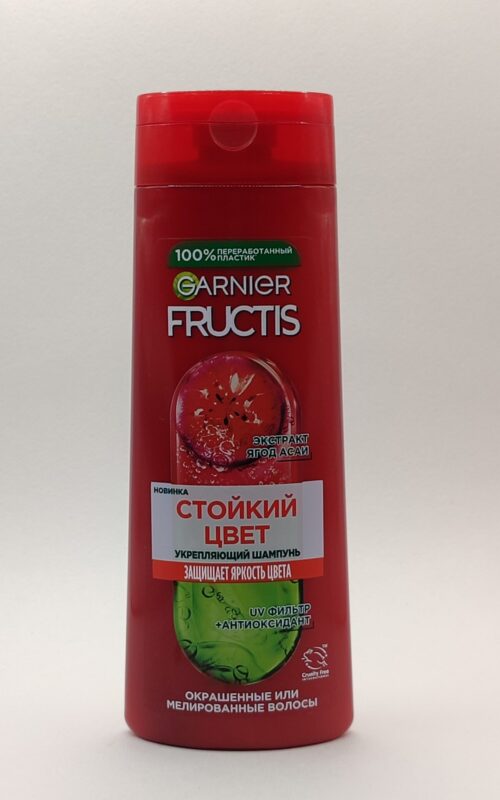 100% ПЕРЕРАБОТАННЫЙ
ПЛАСТИК
GARNIER
FRUCTIS
ЭКСТРАКТ
ЯГОД АСАИ
НОВИНКА
СТОЙКИЙ
ЦВЕТ
УКРЕПЛЯЮЩИЙ ШАМПУНЬ
ЗАЩИЩАЕТ ЯРКОСТЬ ЦВЕТА
UV ФИЛЬТР
+АНТИОКСИДАНТ
Cruelty Free
ОКРАШЕННЫЕ ИЛИ
МЕЛИРОВАННЫЕ ВОЛОСЫ